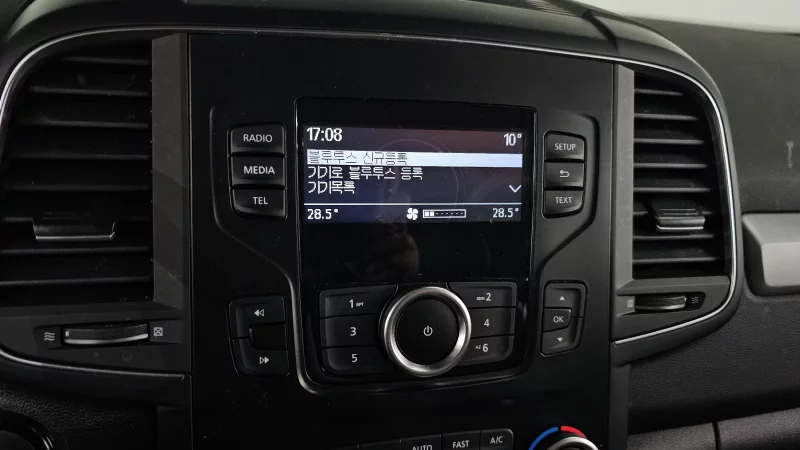 17:08 10°
블루투스 신규등록
기기로 블루투스 등록
기기목록
28.5° 28.5°
RADIO
MEDIA
TEL
SETUP
TEXT
1 RPT
RDM 2
3
4
5
A-Z 6
OK
AUTO
FAST
A/C